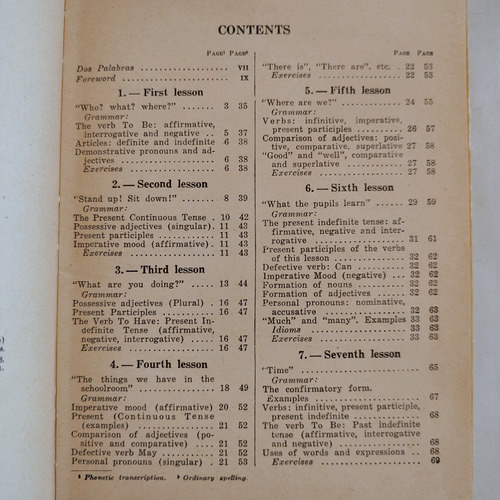 CONTENTS
PAGE¹ PAGE²
Dos Palabras ................ VII
Foreword .................... IX
1. — First lesson
"Who? what? where?" ....... 3 35
Grammar:
The verb To Be: affirmative,
interrogative and negative .. 5 37
Articles: definite and indefinite 6 38
Demonstrative pronouns and ad-
jectives ................. 6 38
Exercises ............... 6 38
2. — Second lesson
"Stand up! Sit down!" ....... 8 39
Grammar:
The Present Continuous Tense . 10 42
Possessive adjectives (singular). 11 43
Present participles .......... 11 43
Imperative mood (affirmative) . 11 43
Exercises ............... 11 43
3. — Third lesson
"What are you doing?" ....... 13 44
Grammar:
Possessive adjectives (Plural) . 16 47
Present Participles .......... 16 47
The Verb To Have: Present In-
definite Tense (affirmative,
negative, interrogative) .... 16 47
Exercises ............... 16 47
4. — Fourth lesson
"The things we have in the
schoolroom" .............. 18 49
Grammar:
Imperative mood (affirmative) 20 52
Present (Continuous Tense
(examples) ............... 21 52
Comparison of adjectives (po-
sitive and comparative) .... 21 52
Defective verb May ......... 21 52
Personal pronouns (singular) . 21 53
"There is", "There are", etc. . 22 53
Exercises ............... 22 53
5. — Fifth lesson
"Where are we?" ............ 24 55
Grammar:
Verbs: infinitive, imperative,
present participles ......... 26 57
Comparison of adjectives: posi-
tive, comparative, superlative 27 58
"Good" and "well", comparative
and superlative ........... 27 58
Exercises ............... 27 58
6. — Sixth lesson
"What the pupils learn" ..... 29 59
Grammar:
The present indefinite tense: af-
firmative, negative and inter-
rogative ................. 31 61
Present participles of the verbs
of this lesson ............. 32 62
Defective verb: Can ......... 32 62
Imperative Mood (negative) ... 32 62
Formation of nouns .......... 32 62
Formation of adjectives ...... 32 62
Personal pronouns: nominative,
accusative ............... 32 63
"Much" and "many". Examples 33 63
Idioms .................. 33 63
Exercises ............... 33 63
7. — Seventh lesson
"Time" ..................... 65
Grammar:
The confirmatory form.
Examples ................. 67
Verbs: infinitive, present participle,
present indefinite ............ 68
The verb To Be: Past indefinite
tense (affirmative, interrogative
and negative) ................ 68
Uses of words and expressions .. 68
Exercises .................. 69
¹ Phonetic transcription. ² Ordinary spelling.